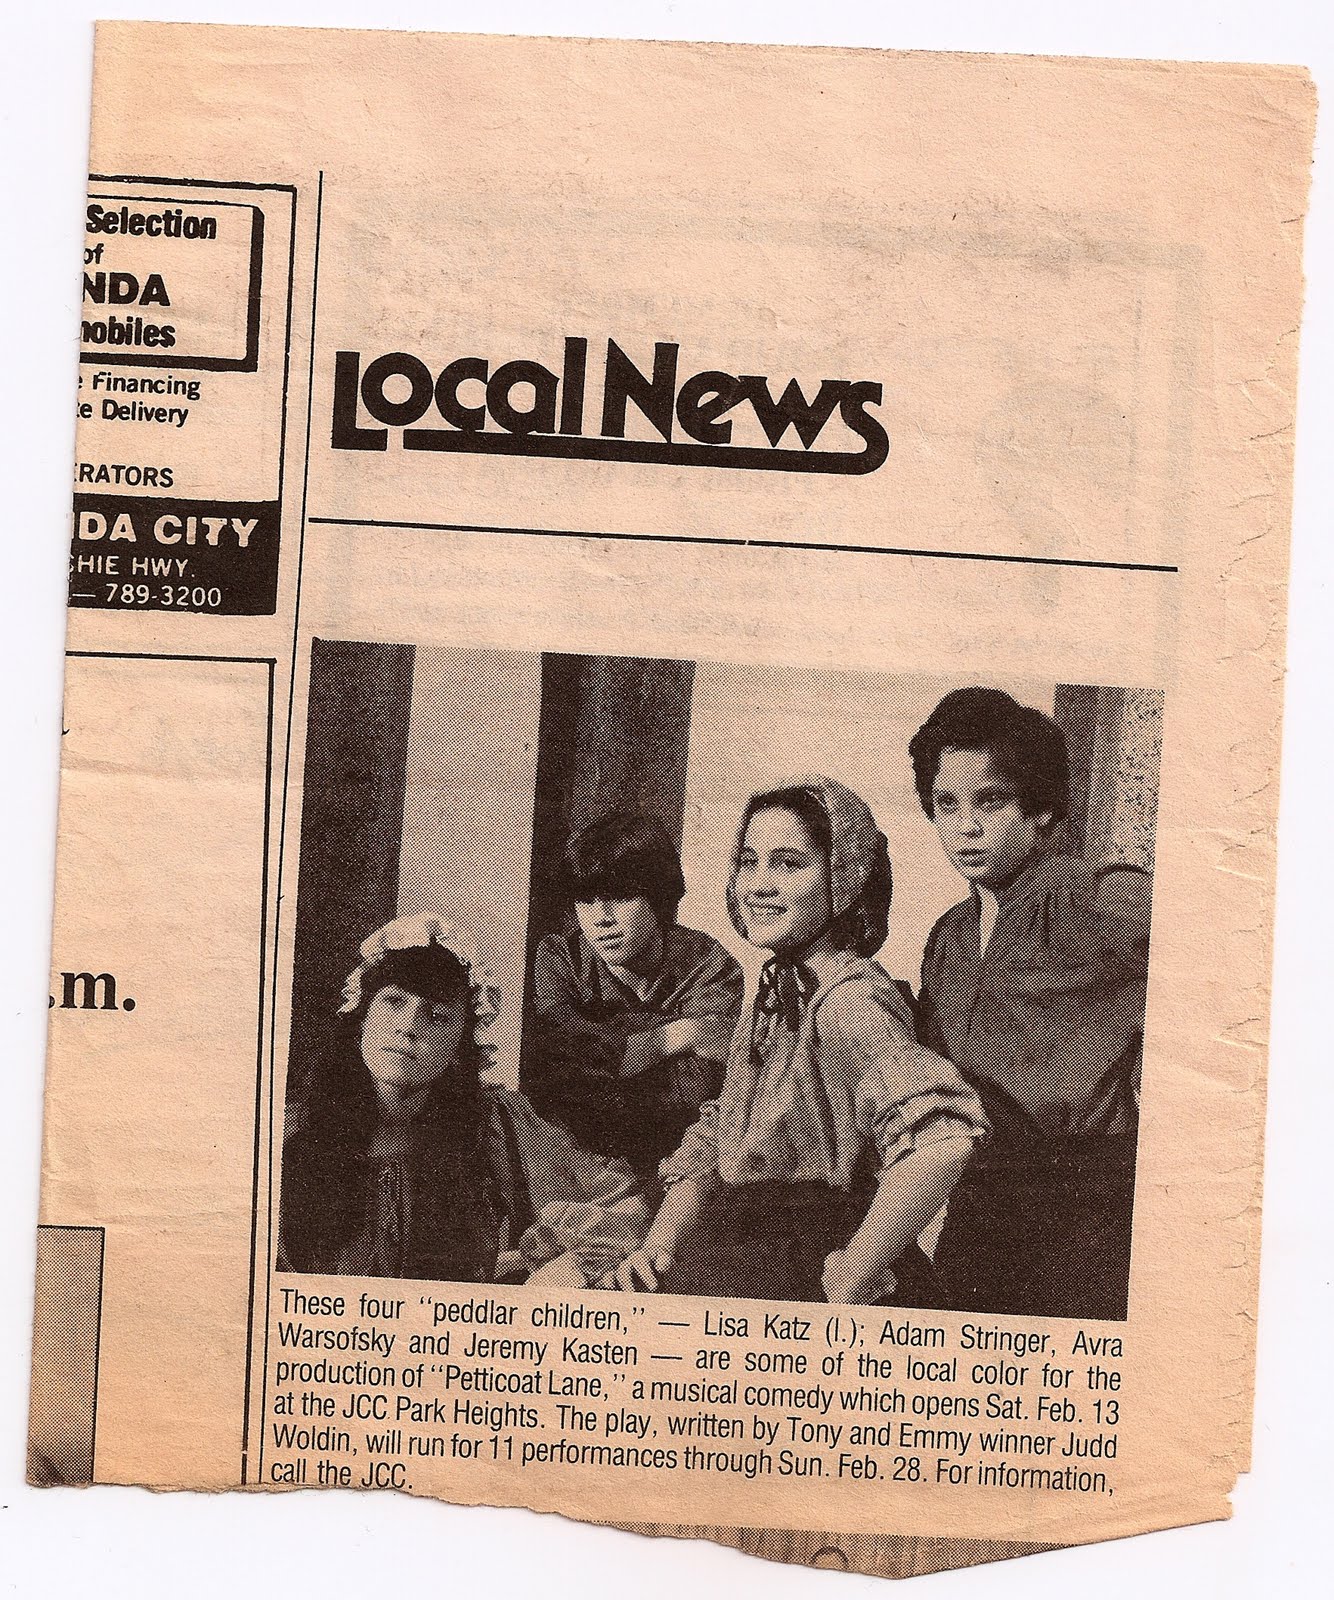 Selection
of
NDA
mobiles
Financing
te Delivery
ERATORS
DA CITY
CHIE HWY.
— 789-3200
.m.
Local News
These four "peddlar children," — Lisa Katz (l.); Adam Stringer, Avra
Warsofsky and Jeremy Kasten — are some of the local color for the
production of "Petticoat Lane," a musical comedy which opens Sat. Feb. 13
at the JCC Park Heights. The play, written by Tony and Emmy winner Judd
Woldin, will run for 11 performances through Sun. Feb. 28. For information,
call the JCC.